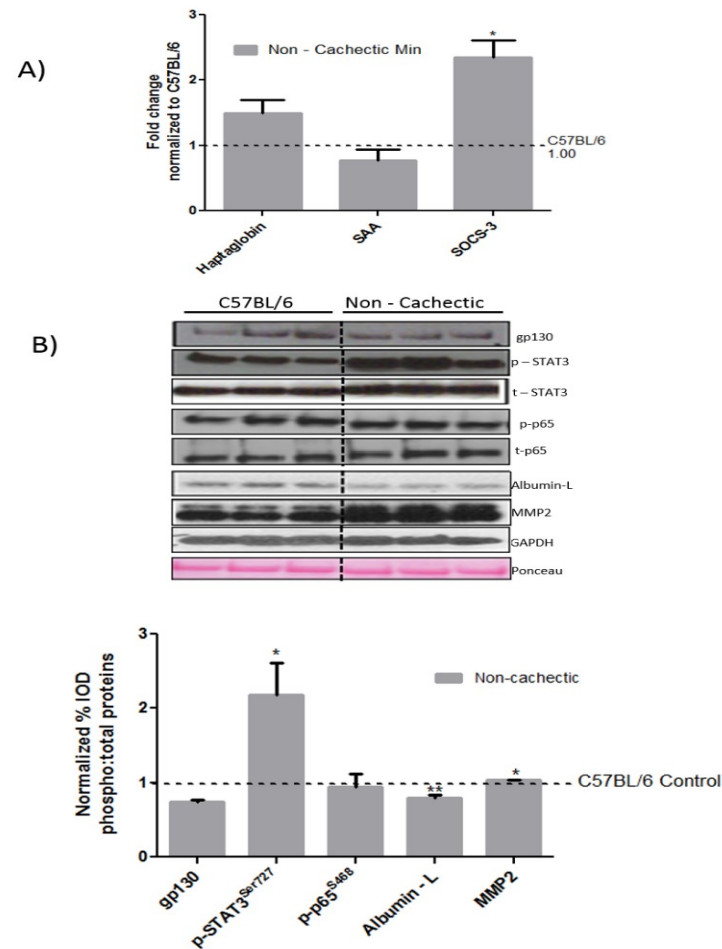 A)
3
2
1
0
Fold change
normalized to C57BL/6
Non - Cachectic Min
*
C57BL/6
1.00
Haptaglobin
SAA
SOCS-3
B)
C57BL/6 Non - Cachectic
gp130
p – STAT3
t – STAT3
p-p65
t-p65
Albumin-L
MMP2
GAPDH
Ponceau
3
2
1
0
Normalized % IOD
phospho:total proteins
Non-cachectic
*
**
*
C57BL/6 Control
gp130
p-STAT3Ser727
p-p65S468
Albumin - L
MMP2